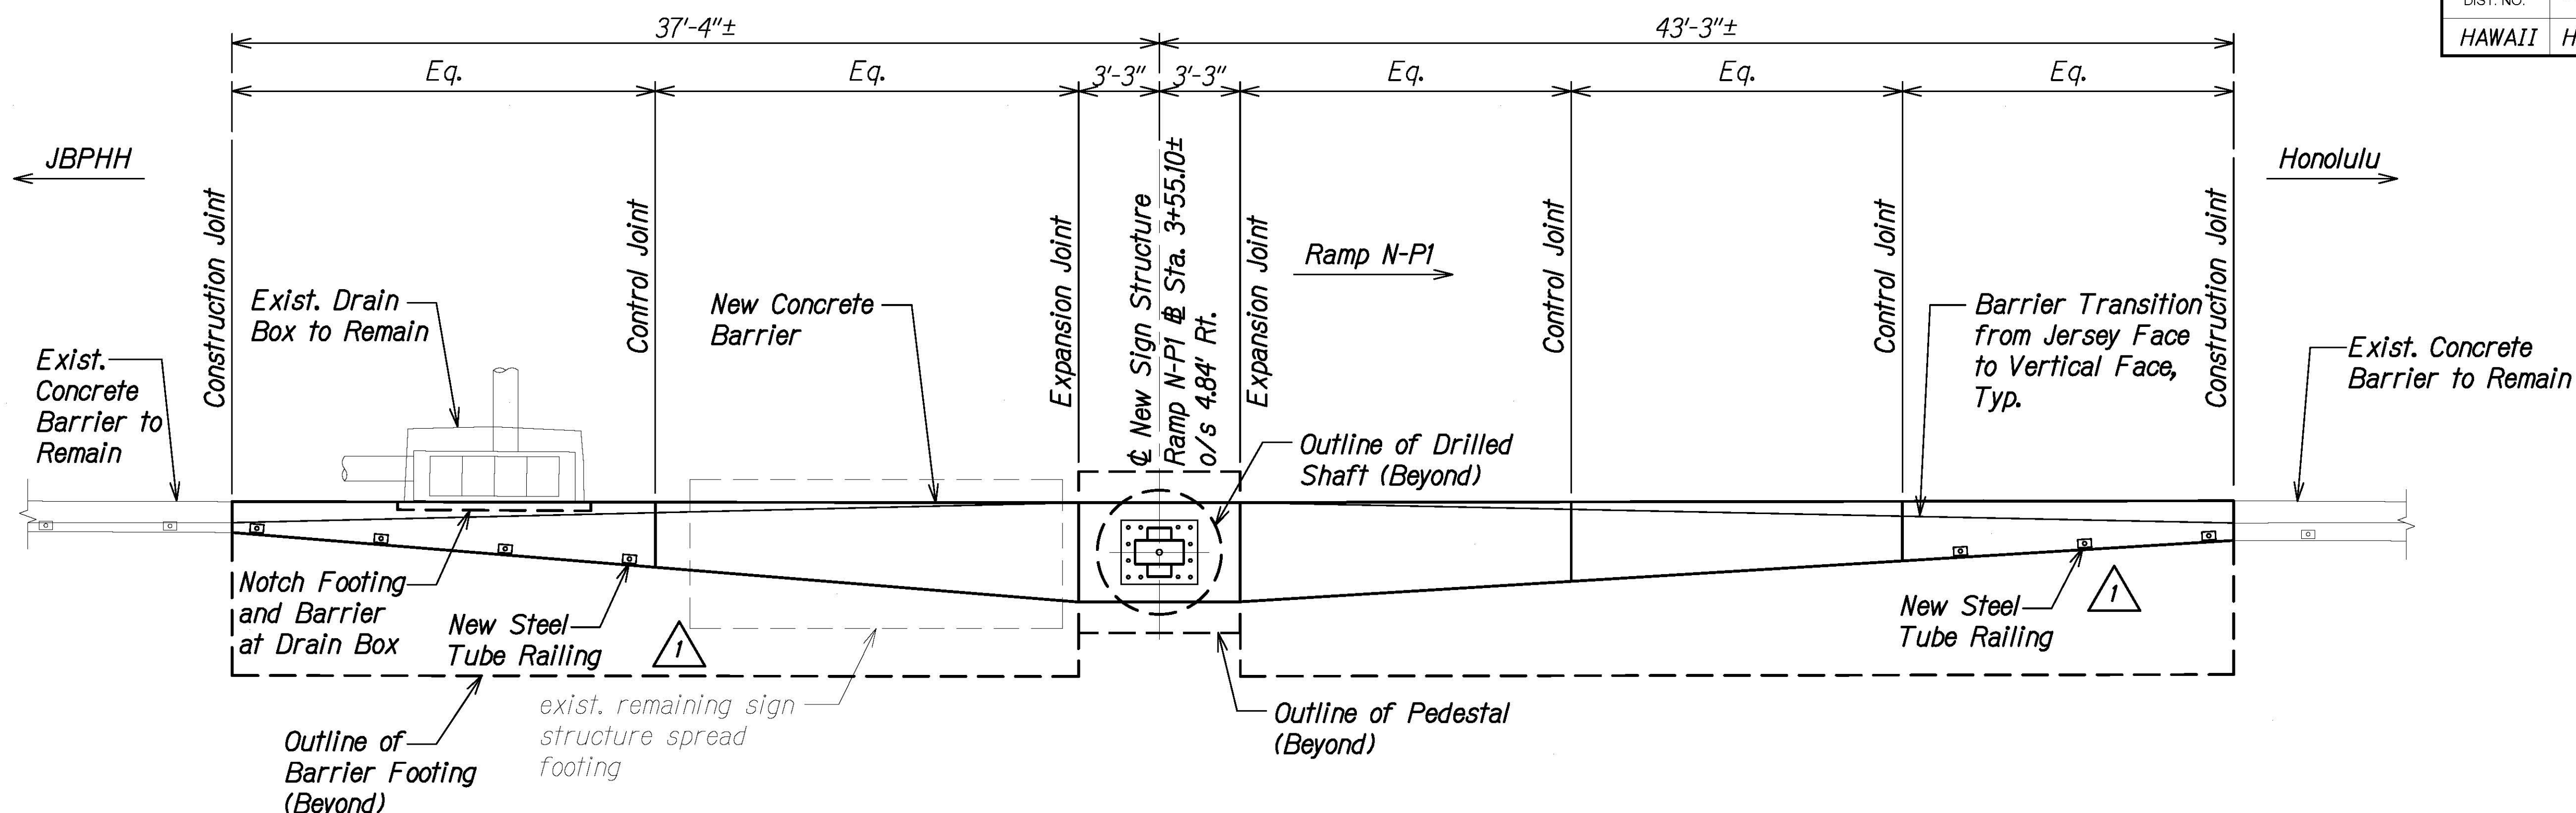 DIST. NO.
HAWAII
37'-4"±
43'-3"±
Eq.
Eq.
3'-3"
3'-3"
Eq.
Eq.
Eq.
JBPHH
Honolulu
Construction Joint
Control Joint
Expansion Joint
℄ New Sign Structure
Ramp N-P1 ⅊ Sta. 3+55.10±
o/s 4.84' Rt.
Expansion Joint
Control Joint
Control Joint
Construction Joint
Ramp N-P1
Exist. Drain
Box to Remain
New Concrete
Barrier
Barrier Transition
from Jersey Face
to Vertical Face,
Typ.
Exist.
Concrete
Barrier to
Remain
Exist. Concrete
Barrier to Remain
Outline of Drilled
Shaft (Beyond)
Notch Footing
and Barrier
at Drain Box
New Steel
Tube Railing
1
New Steel
Tube Railing
1
exist. remaining sign
structure spread
footing
Outline of Pedestal
(Beyond)
Outline of
Barrier Footing
(Beyond)